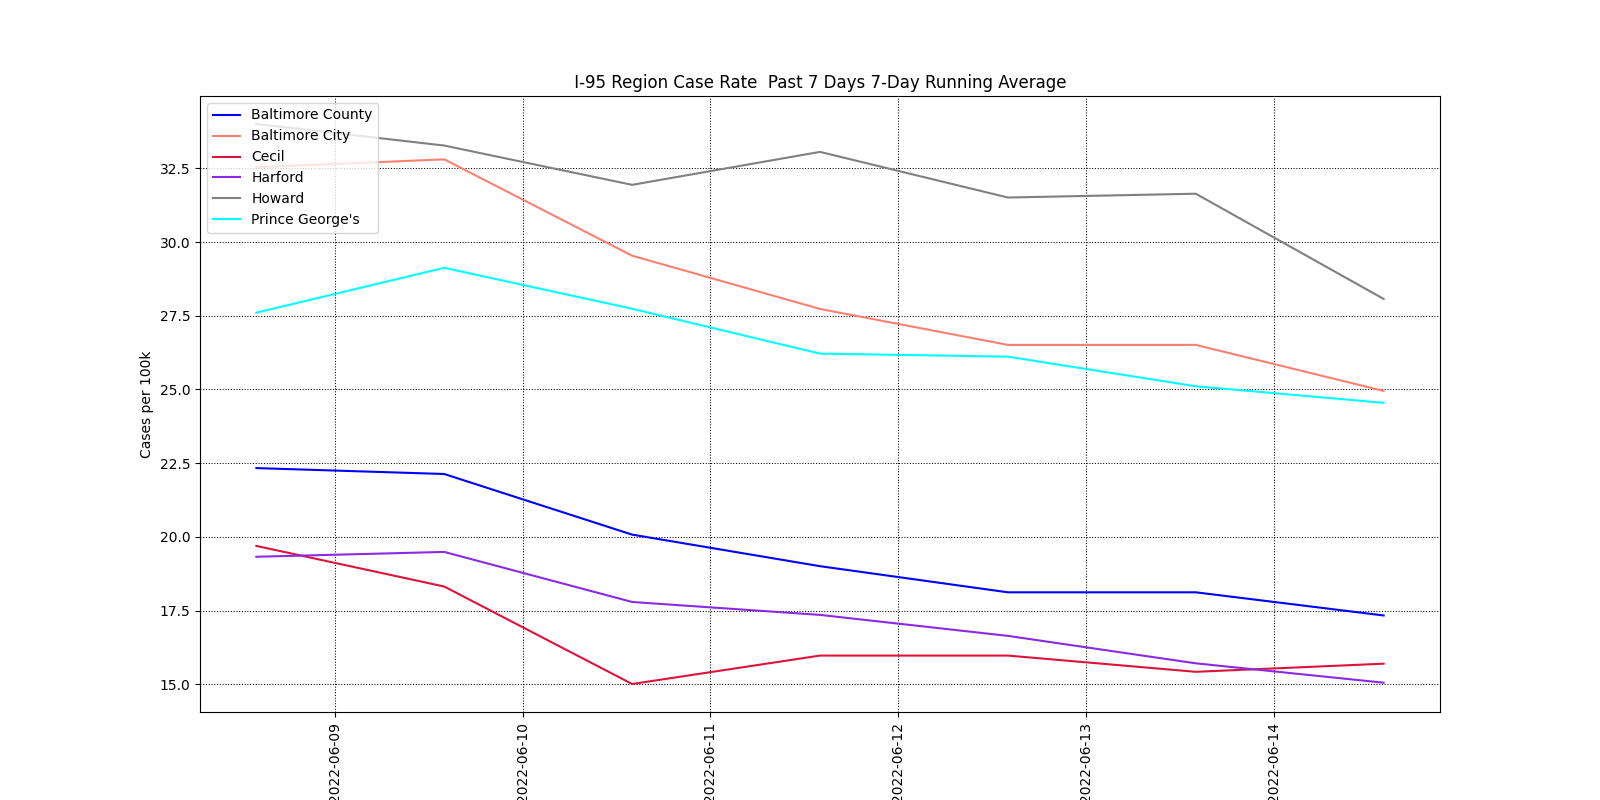 I-95 Region Case Rate  Past 7 Days 7-Day Running Average
Baltimore County
Baltimore City
Cecil
Harford
Howard
Prince George's
Cases per 100k
32.5
30.0
27.5
25.0
22.5
20.0
17.5
15.0
2022-06-09
2022-06-10
2022-06-11
2022-06-12
2022-06-13
2022-06-14